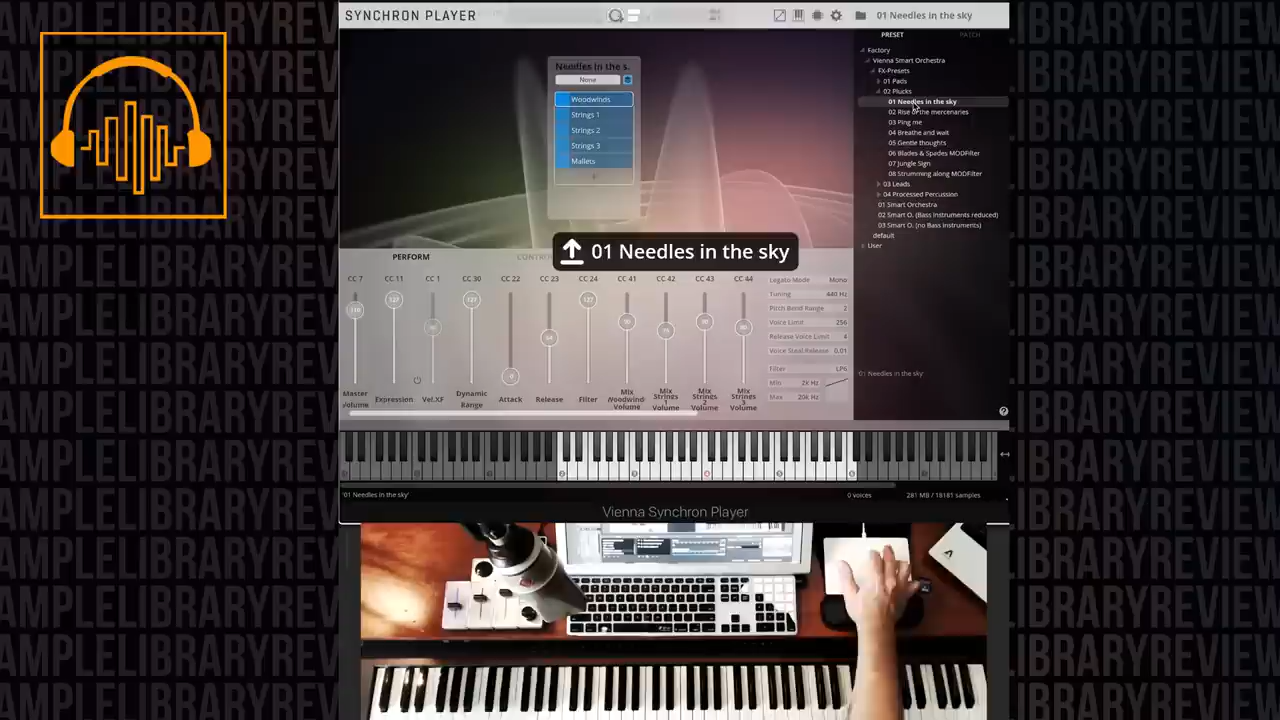 SYNCHRON PLAYER
01 Needles in the sky
PRESET
PATCH
Factory
Vienna Smart Orchestra
FX-Presets
01 Pads
02 Plucks
01 Needles in the sky
02 Rise of the mercenaries
03 Ping me
04 Breathe and wait
05 Gentle thoughts
06 Blades & Spades MODFilter
07 Jungle Sign
08 Strumming along MODFilter
03 Leads
04 Processed Percussion
01 Smart Orchestra
02 Smart O. (Bass Instruments reduced)
03 Smart O. (no Bass Instruments)
default
User
Needles in the s.
None
Woodwinds
Strings 1
Strings 2
Strings 3
Mallets
+
01 Needles in the sky
PERFORM
CC 7
CC 11
CC 1
CC 30
CC 22
CC 23
CC 24
CC 41
CC 42
CC 43
CC 44
127
127
127
Master Volume
Expression
Vel.XF
Dynamic Range
Attack
Release
Filter
Mix Woodwind Volume
Mix Strings 1 Volume
Mix Strings 2 Volume
Mix Strings 3 Volume
Legato Mode Mono
Tuning 440 Hz
Pitch Bend Range 2
Voice Limit 256
Release Voice Limit 4
Voice Steal Release 0.01
Filter LP6
Min 2k Hz
Max 20k Hz
'01 Needles in the sky
'01 Needles in the sky'
0 voices
281 MB / 18181 samples
Vienna Synchron Player
AMPLELIBRARYREVIEW